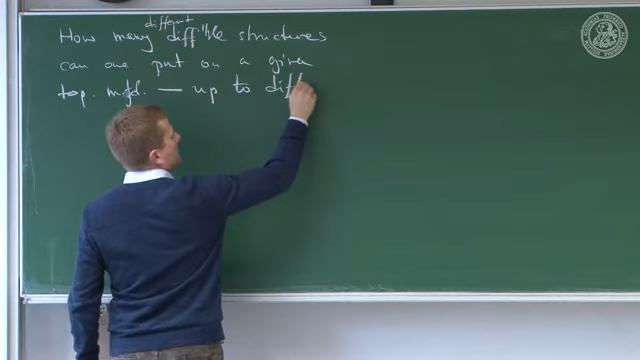 different
How many diff'ble structures
can one put on a given
top. mfd. — up to diff